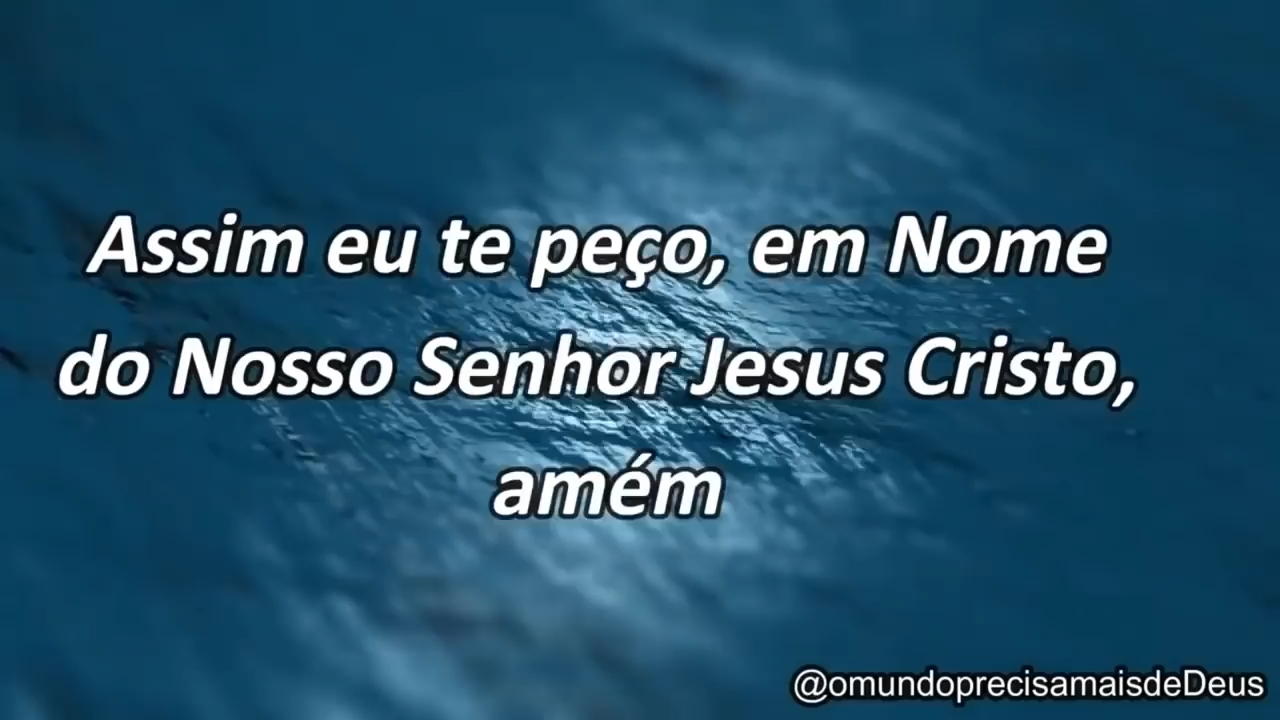 Assim eu te peço, em Nome
do Nosso Senhor Jesus Cristo,
amém
@omundoprecisamaisdeDeus